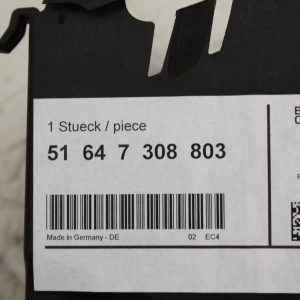 1 Stueck / piece
51 64 7 308 803
Made in Germany - DE 02 EC4